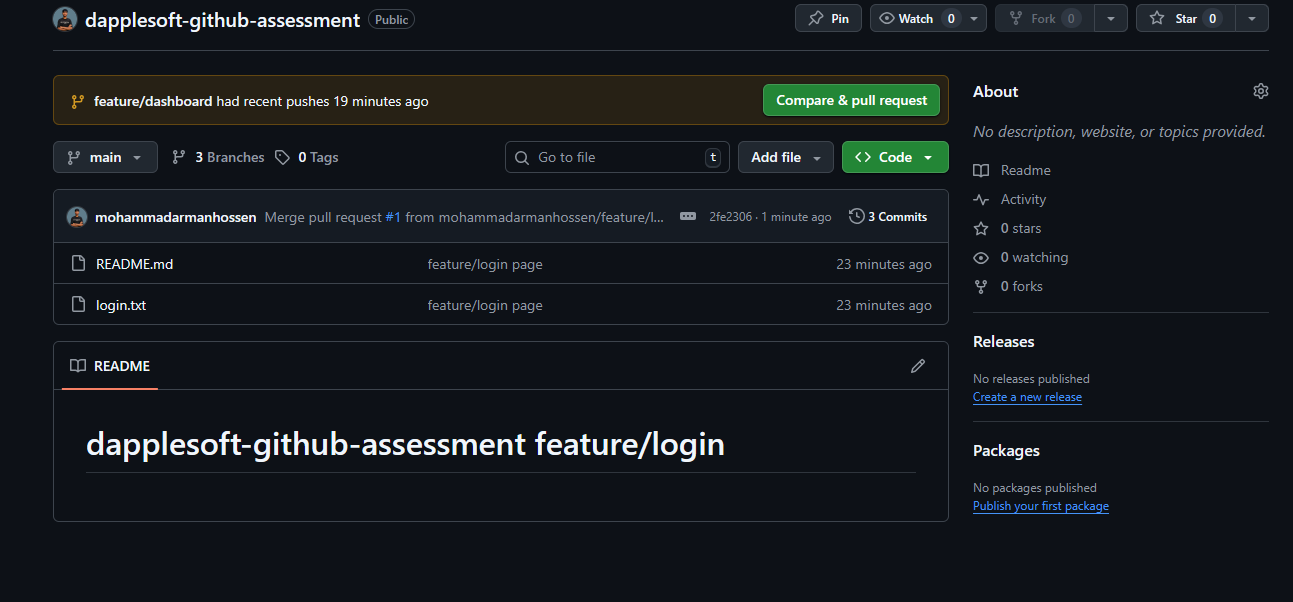 dapplesoft-github-assessment Public
Pin
Watch 0
Fork 0
Star 0
feature/dashboard had recent pushes 19 minutes ago
Compare & pull request
main
3 Branches
0 Tags
Go to file
t
Add file
<> Code
mohammadarmanhossen Merge pull request #1 from mohammadarmanhossen/feature/l...
2fe2306 · 1 minute ago
3 Commits
README.md feature/login page 23 minutes ago
login.txt feature/login page 23 minutes ago
README
dapplesoft-github-assessment feature/login
About
No description, website, or topics provided.
Readme
Activity
0 stars
0 watching
0 forks
Releases
No releases published
Create a new release
Packages
No packages published
Publish your first package